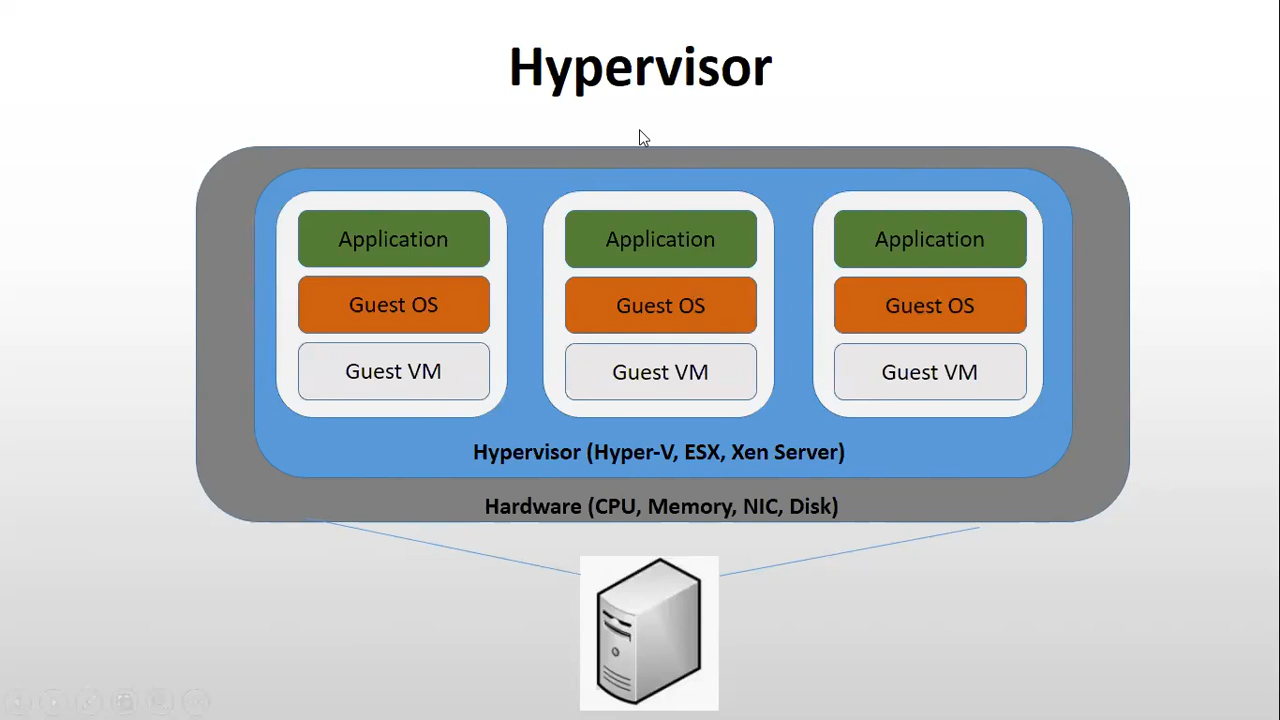 Hypervisor
Application
Application
Application
Guest OS
Guest OS
Guest OS
Guest VM
Guest VM
Guest VM
Hypervisor (Hyper-V, ESX, Xen Server)
Hardware (CPU, Memory, NIC, Disk)